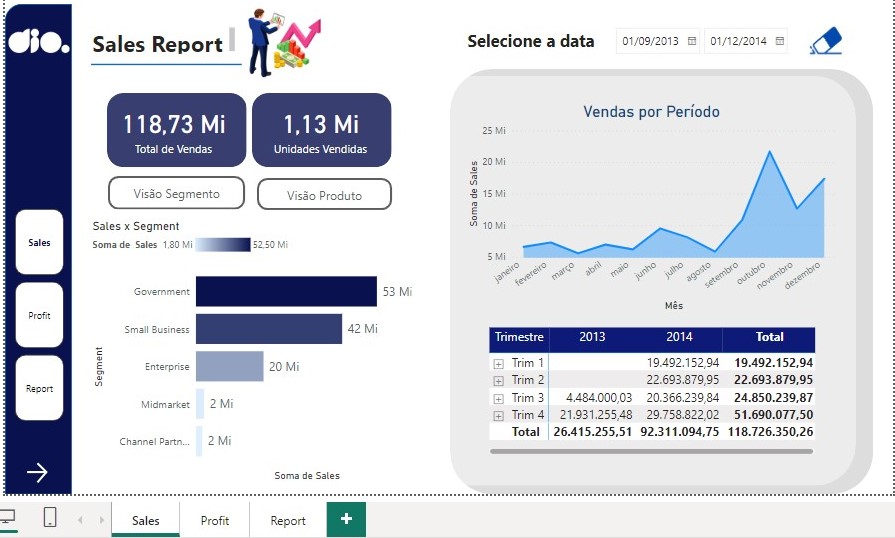 dio.
Sales Report
Selecione a data
01/09/2013
01/12/2014
118,73 Mi
Total de Vendas
1,13 Mi
Unidades Vendidas
Visão Segmento
Visão Produto
Sales x Segment
Soma de Sales 1,80 Mi 52,50 Mi
Segment
Government 53 Mi
Small Business 42 Mi
Enterprise 20 Mi
Midmarket 2 Mi
Channel Partn... 2 Mi
Soma de Sales
Sales
Profit
Report
Vendas por Período
Soma de Sales
25 Mi
20 Mi
15 Mi
10 Mi
5 Mi
janeiro fevereiro março abril maio junho julho agosto setembro outubro novembro dezembro
Mês
Trimestre 2013 2014 Total
Trim 1 19.492.152,94 19.492.152,94
Trim 2 22.693.879,95 22.693.879,95
Trim 3 4.484.000,03 20.366.239,84 24.850.239,87
Trim 4 21.931.255,48 29.758.822,02 51.690.077,50
Total 26.415.255,51 92.311.094,75 118.726.350,26
Sales Profit Report +